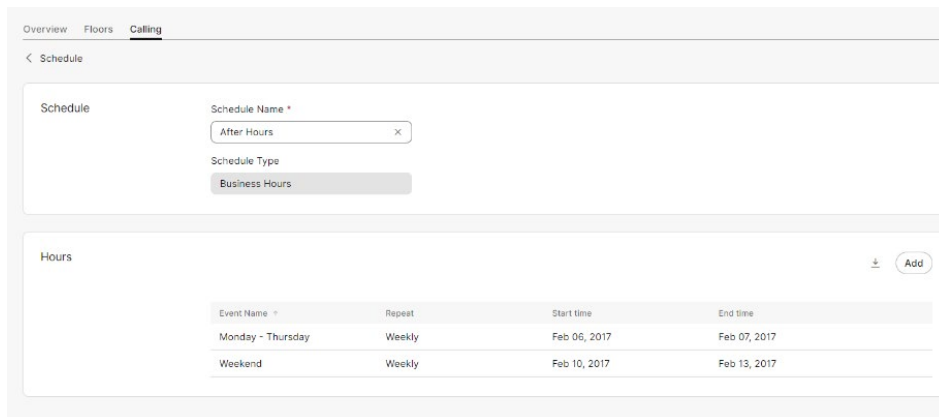 Overview Floors Calling
< Schedule
Schedule
Schedule Name *
After Hours ×
Schedule Type
Business Hours
Hours
Add
Event Name ↑ Repeat Start time End time
Monday - Thursday Weekly Feb 06, 2017 Feb 07, 2017
Weekend Weekly Feb 10, 2017 Feb 13, 2017